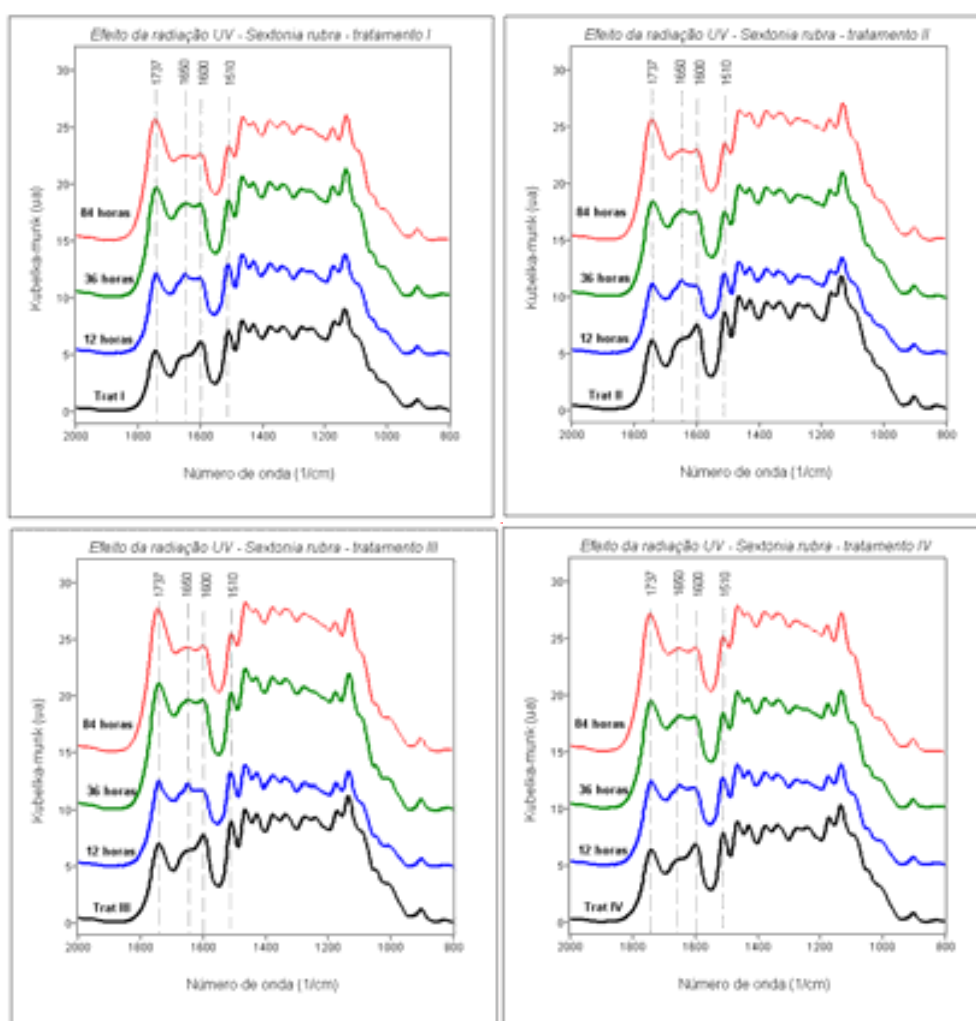 Efeito da radiação UV - Sextonia rubra - tratamento I
30
25
20
15
10
5
0
1737
1650
1600
1510
84 horas
36 horas
12 horas
Trat I
Kubelka-munk (ua)
2000
1800
1600
1400
1200
1000
800
Número de onda (1/cm)
Efeito da radiação UV - Sextonia rubra - tratamento II
30
25
20
15
10
5
0
1737
1650
1600
1510
84 horas
36 horas
12 horas
Trat II
Kubelka-munk (ua)
2000
1800
1600
1400
1200
1000
800
Número de onda (1/cm)
Efeito da radiação UV - Sextonia rubra - tratamento III
30
25
20
15
10
5
0
1737
1650
1600
1510
84 horas
36 horas
12 horas
Trat III
Kubelka-munk (ua)
2000
1800
1600
1400
1200
1000
800
Número de onda (1/cm)
Efeito da radiação UV - Sextonia rubra - tratamento IV
30
25
20
15
10
5
0
1737
1650
1600
1510
84 horas
36 horas
12 horas
Trat IV
Kubelka-munk (ua)
2000
1800
1600
1400
1200
1000
800
Número de onda (1/cm)